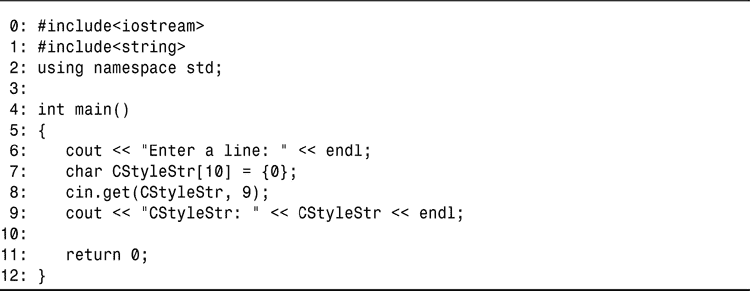 0: #include<iostream>
1: #include<string>
2: using namespace std;
3:
4: int main()
5: {
6:    cout << "Enter a line: " << endl;
7:    char CStyleStr[10] = {0};
8:    cin.get(CStyleStr, 9);
9:    cout << "CStyleStr: " << CStyleStr << endl;
10:
11:    return 0;
12: }